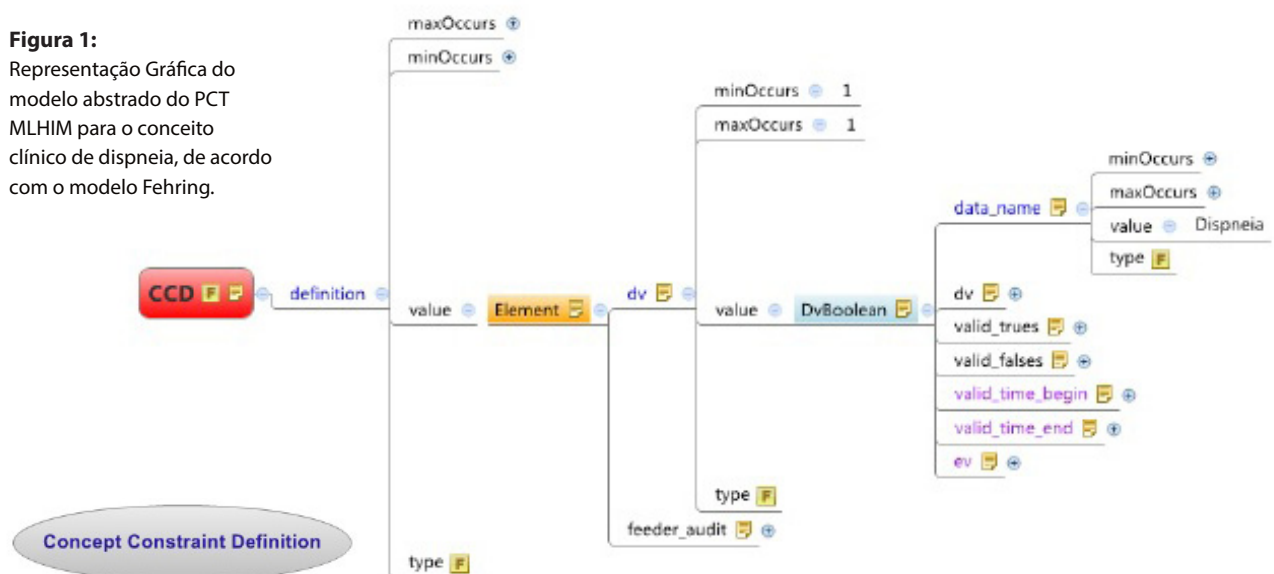 Figura 1:
Representação Gráfica do
modelo abstrado do PCT
MLHIM para o conceito
clínico de dispneia, de acordo
com o modelo Fehring.
maxOccurs
minOccurs
minOccurs 1
maxOccurs 1
minOccurs
maxOccurs
data_name
value Dispneia
type F
CCD F
definition
dv
dv
value
Element
value
DvBoolean
valid_trues
valid_falses
valid_time_begin
valid_time_end
ev
type F
feeder_audit
Concept Constraint Definition
type F